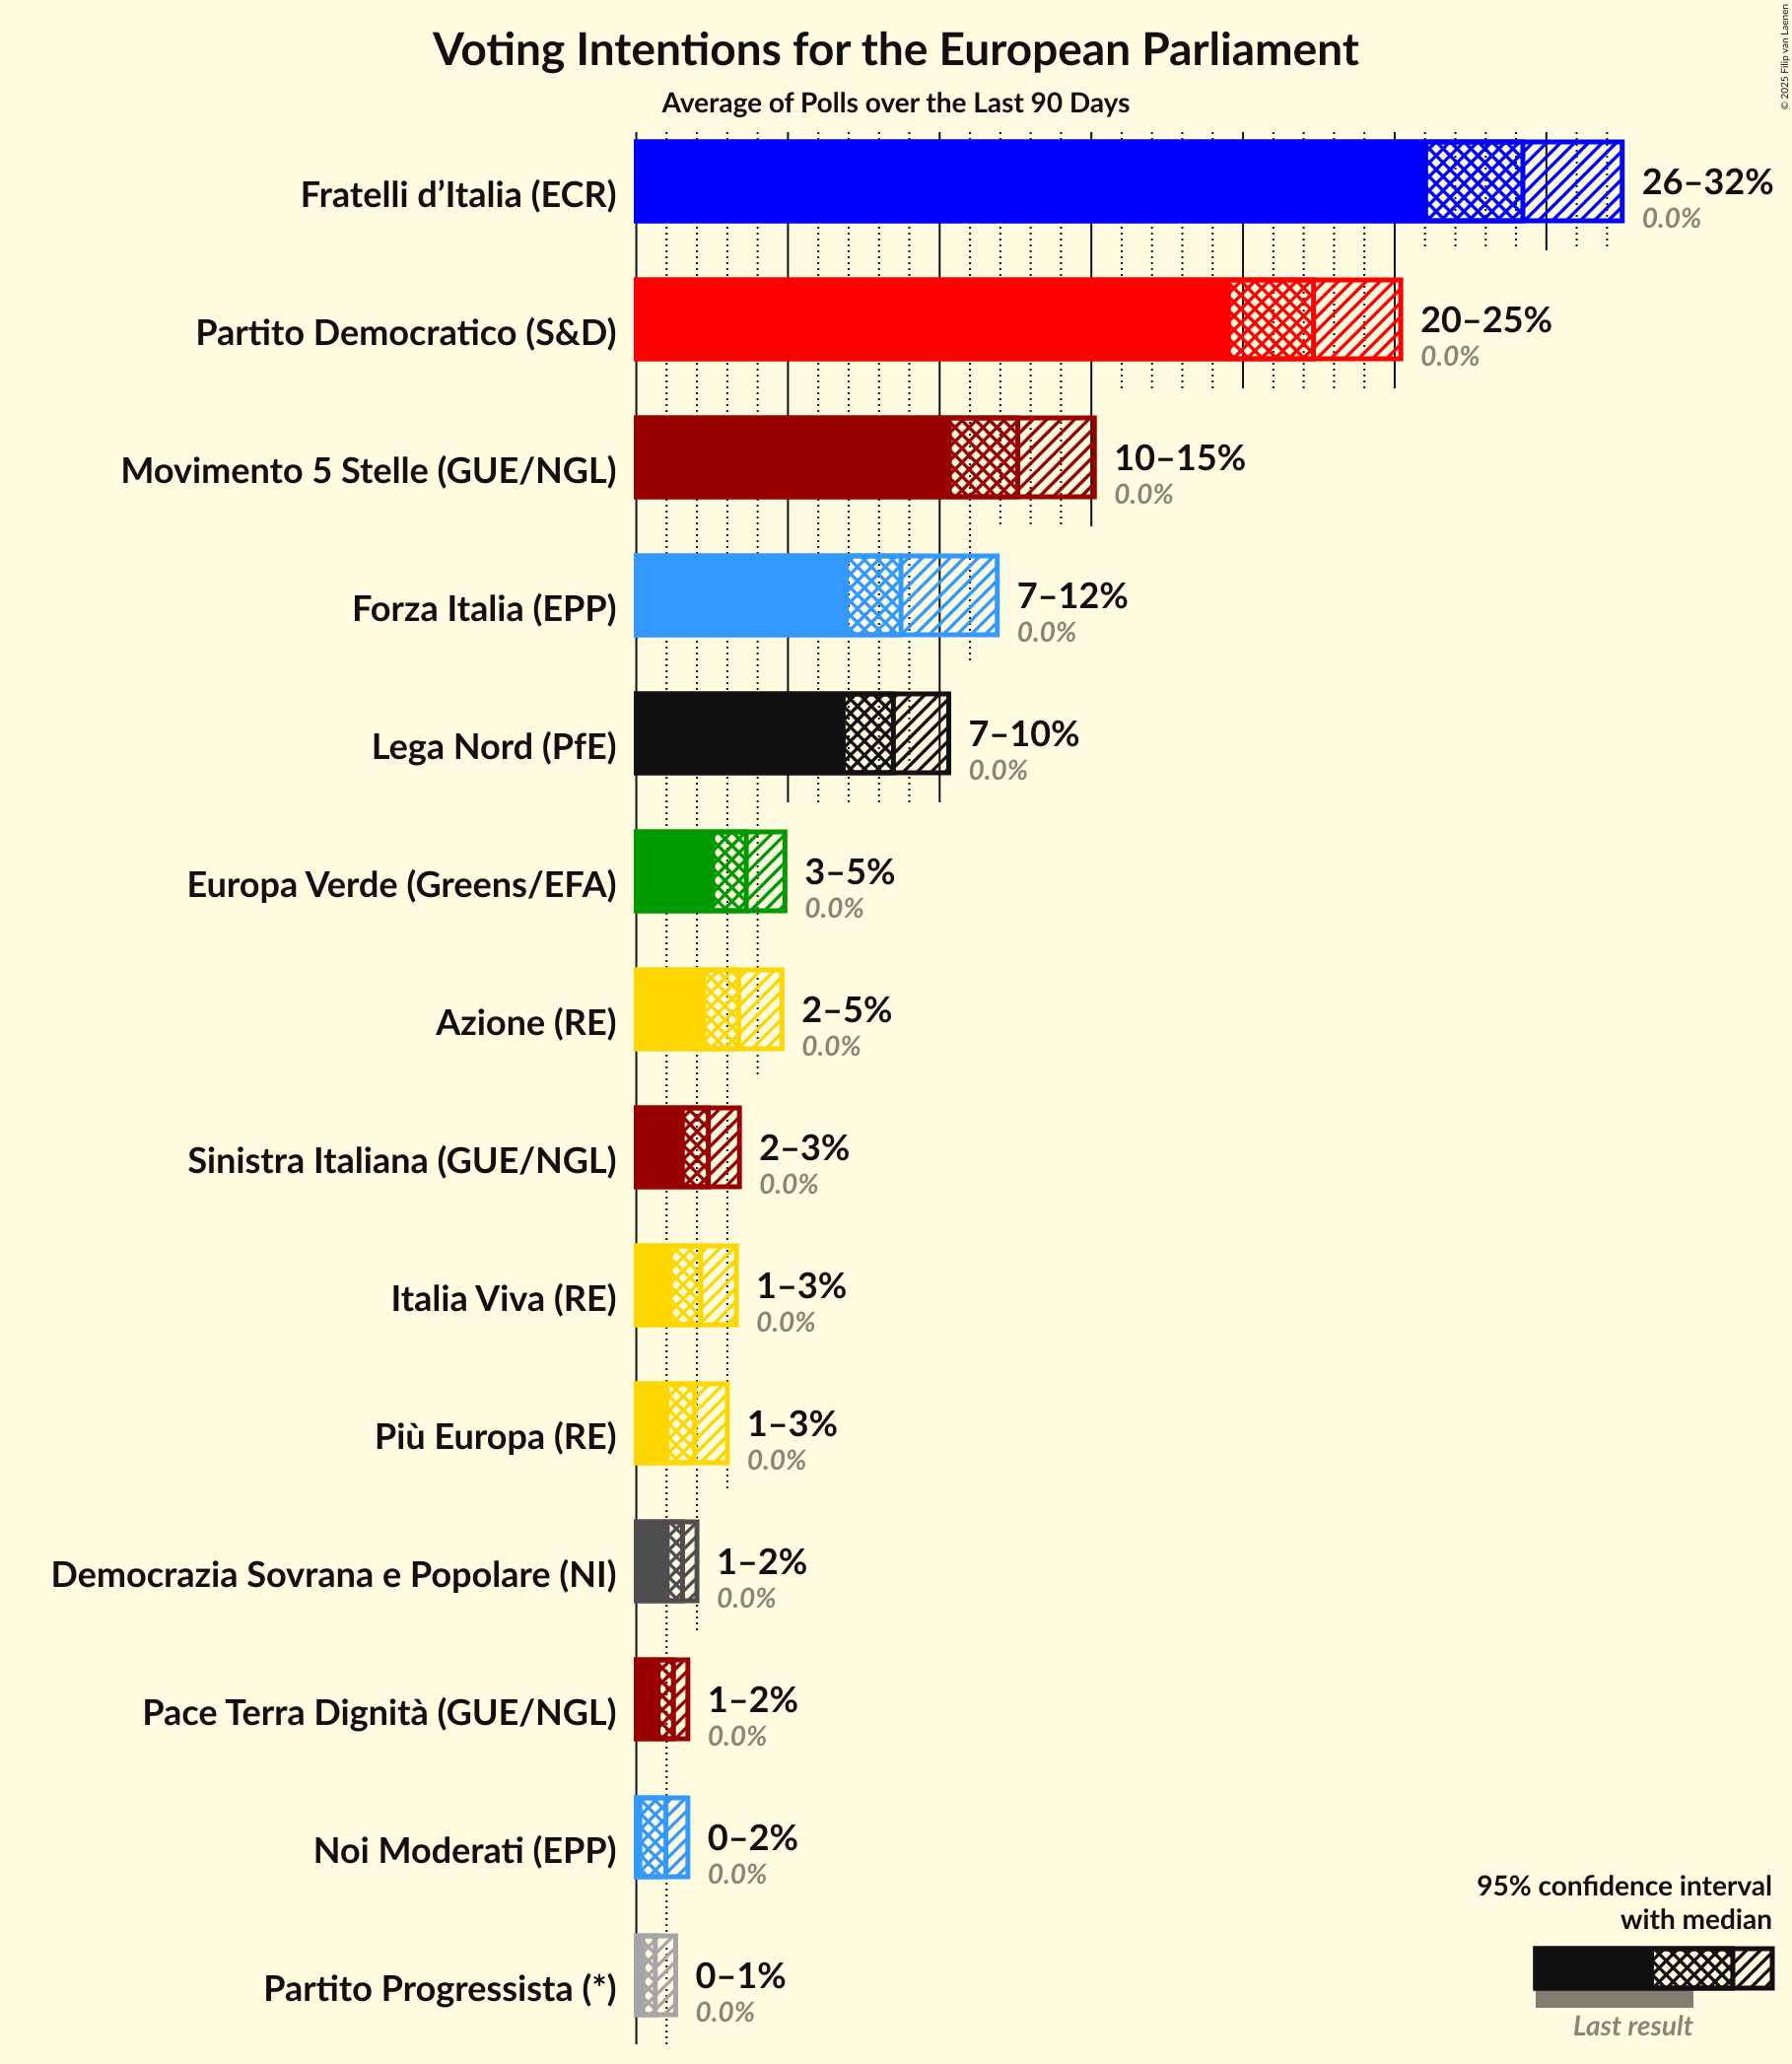 Voting Intentions for the European Parliament
Average of Polls over the Last 90 Days
© 2025 Filip van Laenen
Fratelli d’Italia (ECR)
26–32%
0.0%
Partito Democratico (S&D)
20–25%
0.0%
Movimento 5 Stelle (GUE/NGL)
10–15%
0.0%
Forza Italia (EPP)
7–12%
0.0%
Lega Nord (PfE)
7–10%
0.0%
Europa Verde (Greens/EFA)
3–5%
0.0%
Azione (RE)
2–5%
0.0%
Sinistra Italiana (GUE/NGL)
2–3%
0.0%
Italia Viva (RE)
1–3%
0.0%
Più Europa (RE)
1–3%
0.0%
Democrazia Sovrana e Popolare (NI)
1–2%
0.0%
Pace Terra Dignità (GUE/NGL)
1–2%
0.0%
Noi Moderati (EPP)
0–2%
0.0%
Partito Progressista (*)
0–1%
0.0%
95% confidence interval
with median
Last result